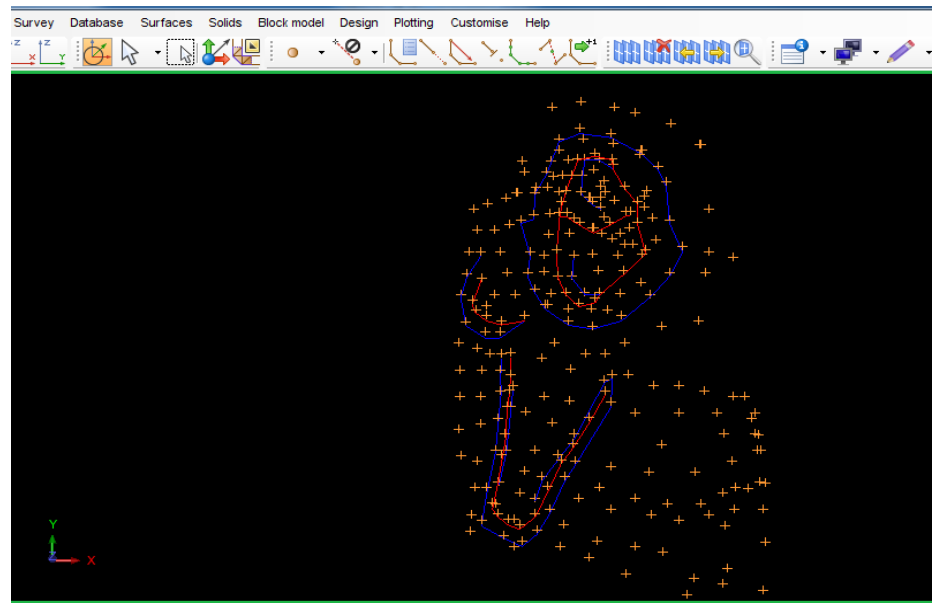 Survey Database Surfaces Solids Block model Design Plotting Customise Help
z z
x y
+1
Y
X